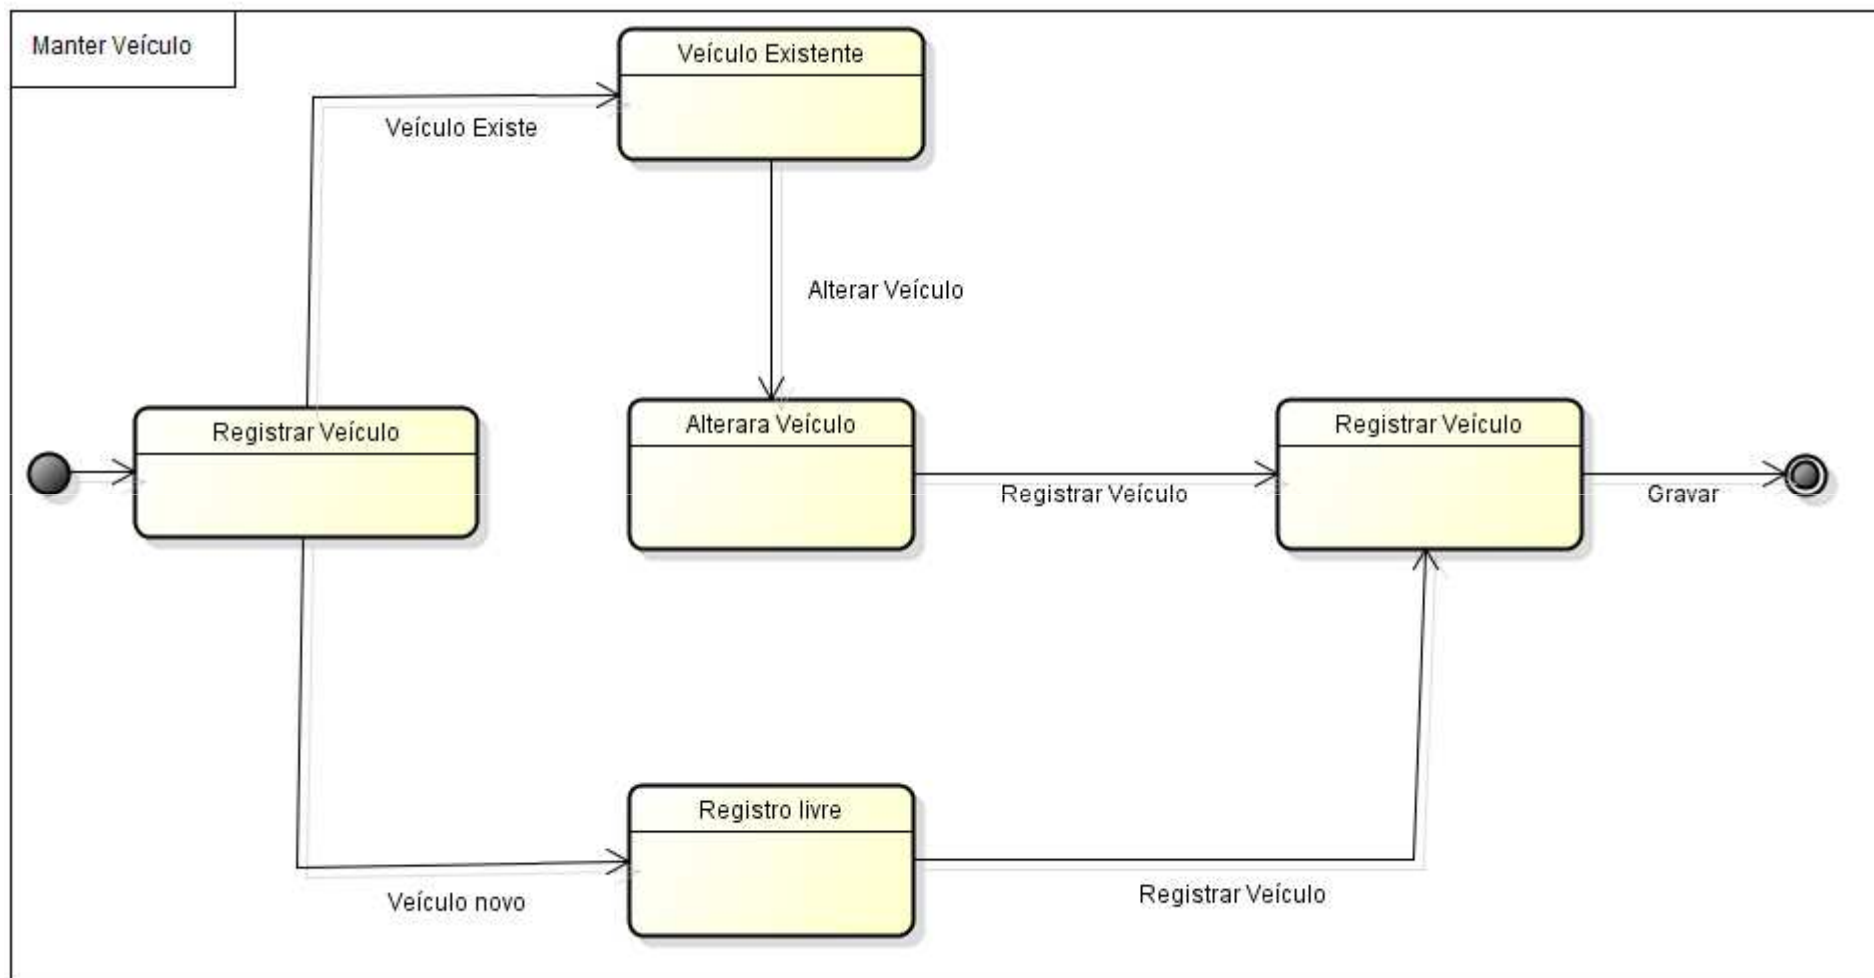 Manter Veículo
Veículo Existente
Veículo Existe
Alterar Veículo
Registrar Veículo
Alterara Veículo
Registrar Veículo
Registrar Veículo
Gravar
Registro livre
Veículo novo
Registrar Veículo